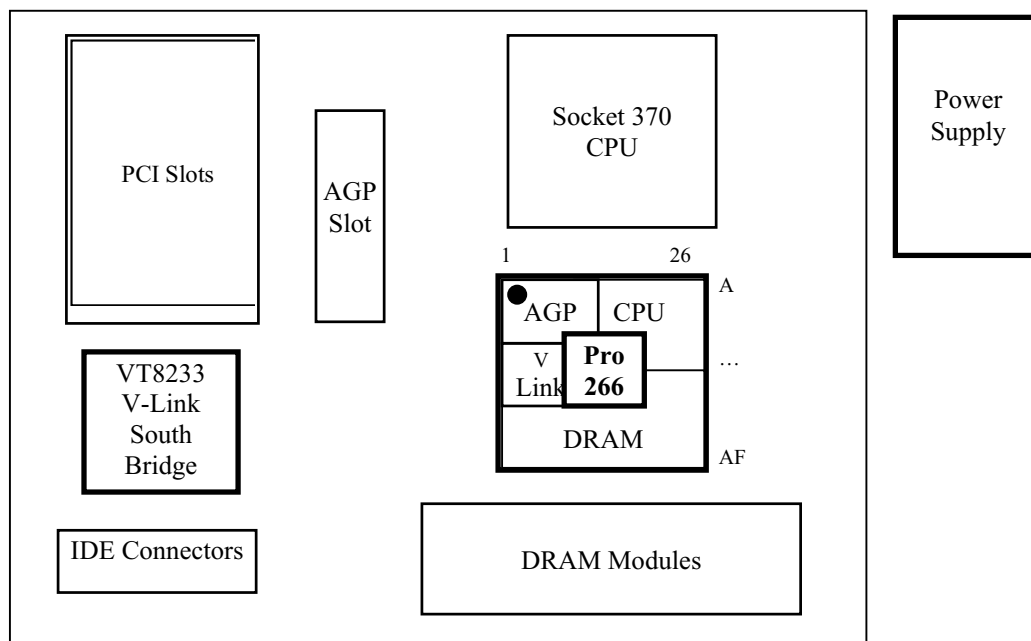 PCI Slots
AGP
Slot
Socket 370
CPU
Power
Supply
1
26
A
…
AF
AGP
CPU
V
Link
Pro
266
DRAM
VT8233
V-Link
South
Bridge
IDE Connectors
DRAM Modules